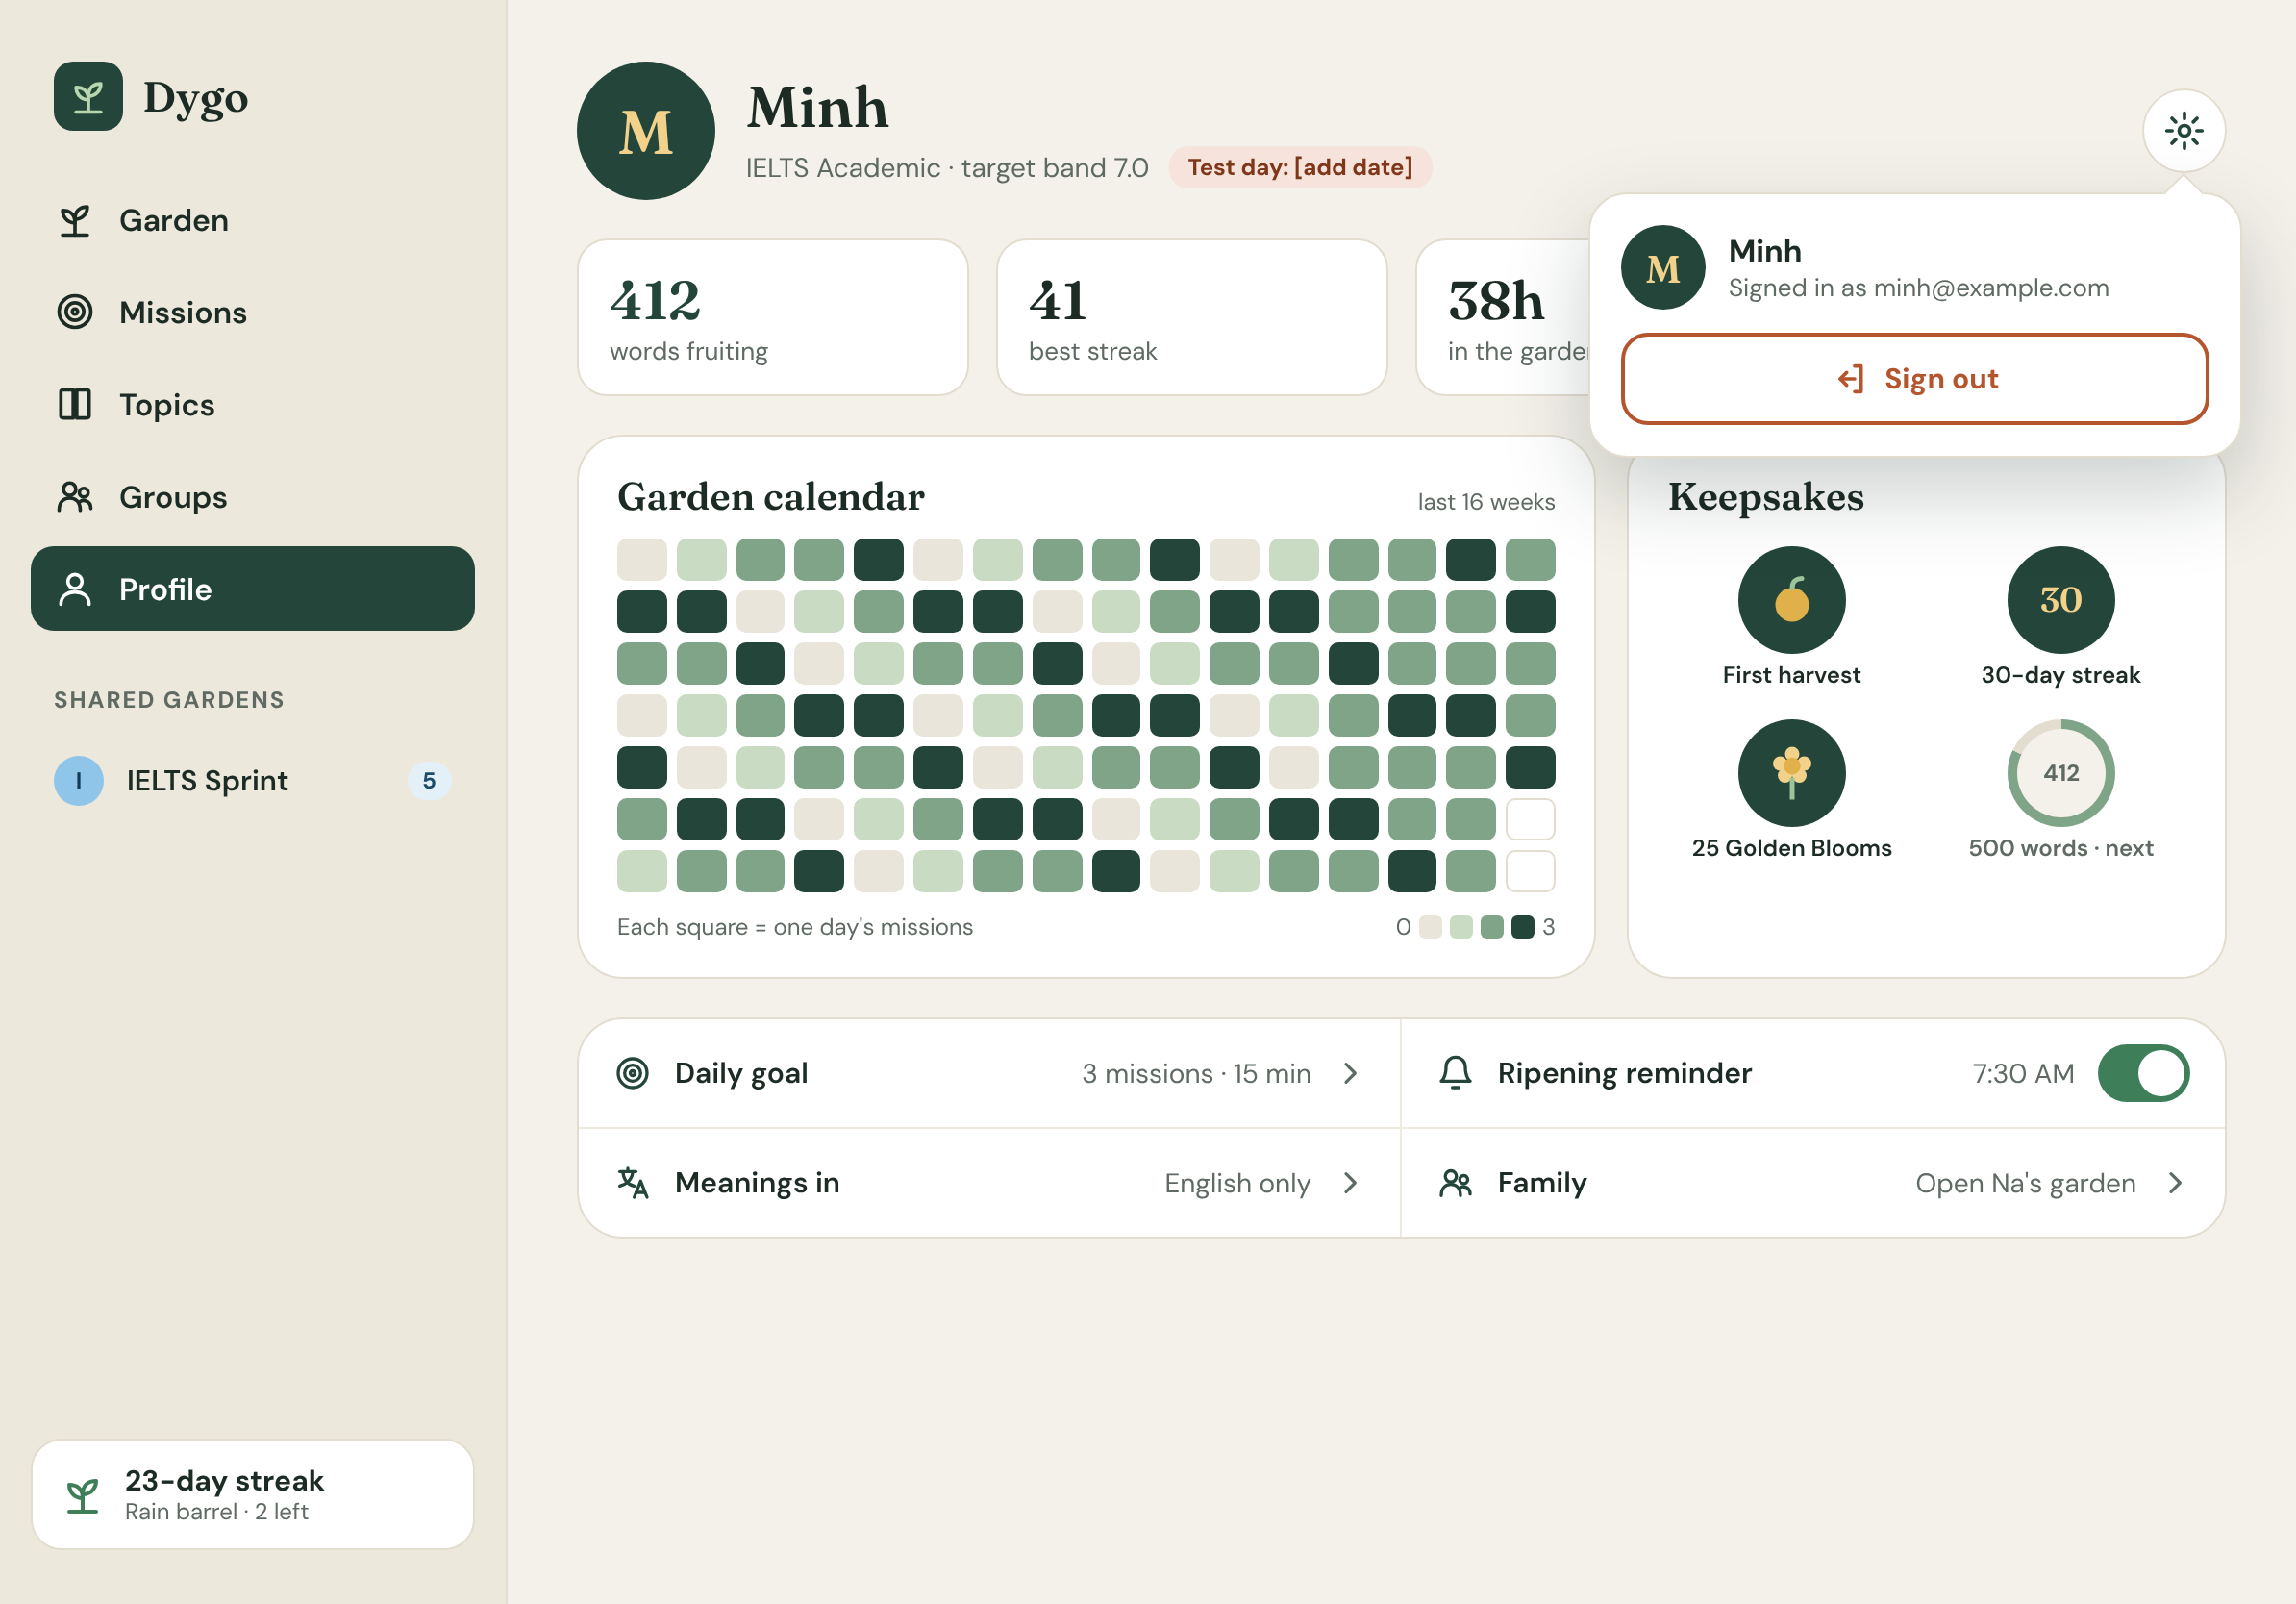 Dygo
Garden
Missions
Topics
Groups
Profile
SHARED GARDENS
I
IELTS Sprint
5
23-day streak
Rain barrel · 2 left
M
Minh
IELTS Academic · target band 7.0
Test day: [add date]
M
Minh
Signed in as minh@example.com
Sign out
412
words fruiting
41
best streak
38h
in the
Garden calendar
last 16 weeks
Each square = one day's missions
0
3
Keepsakes
First harvest
30
30-day streak
25 Golden Blooms
412
500 words · next
Daily goal
3 missions · 15 min
Ripening reminder
7:30 AM
Meanings in
English only
Family
Open Na's garden